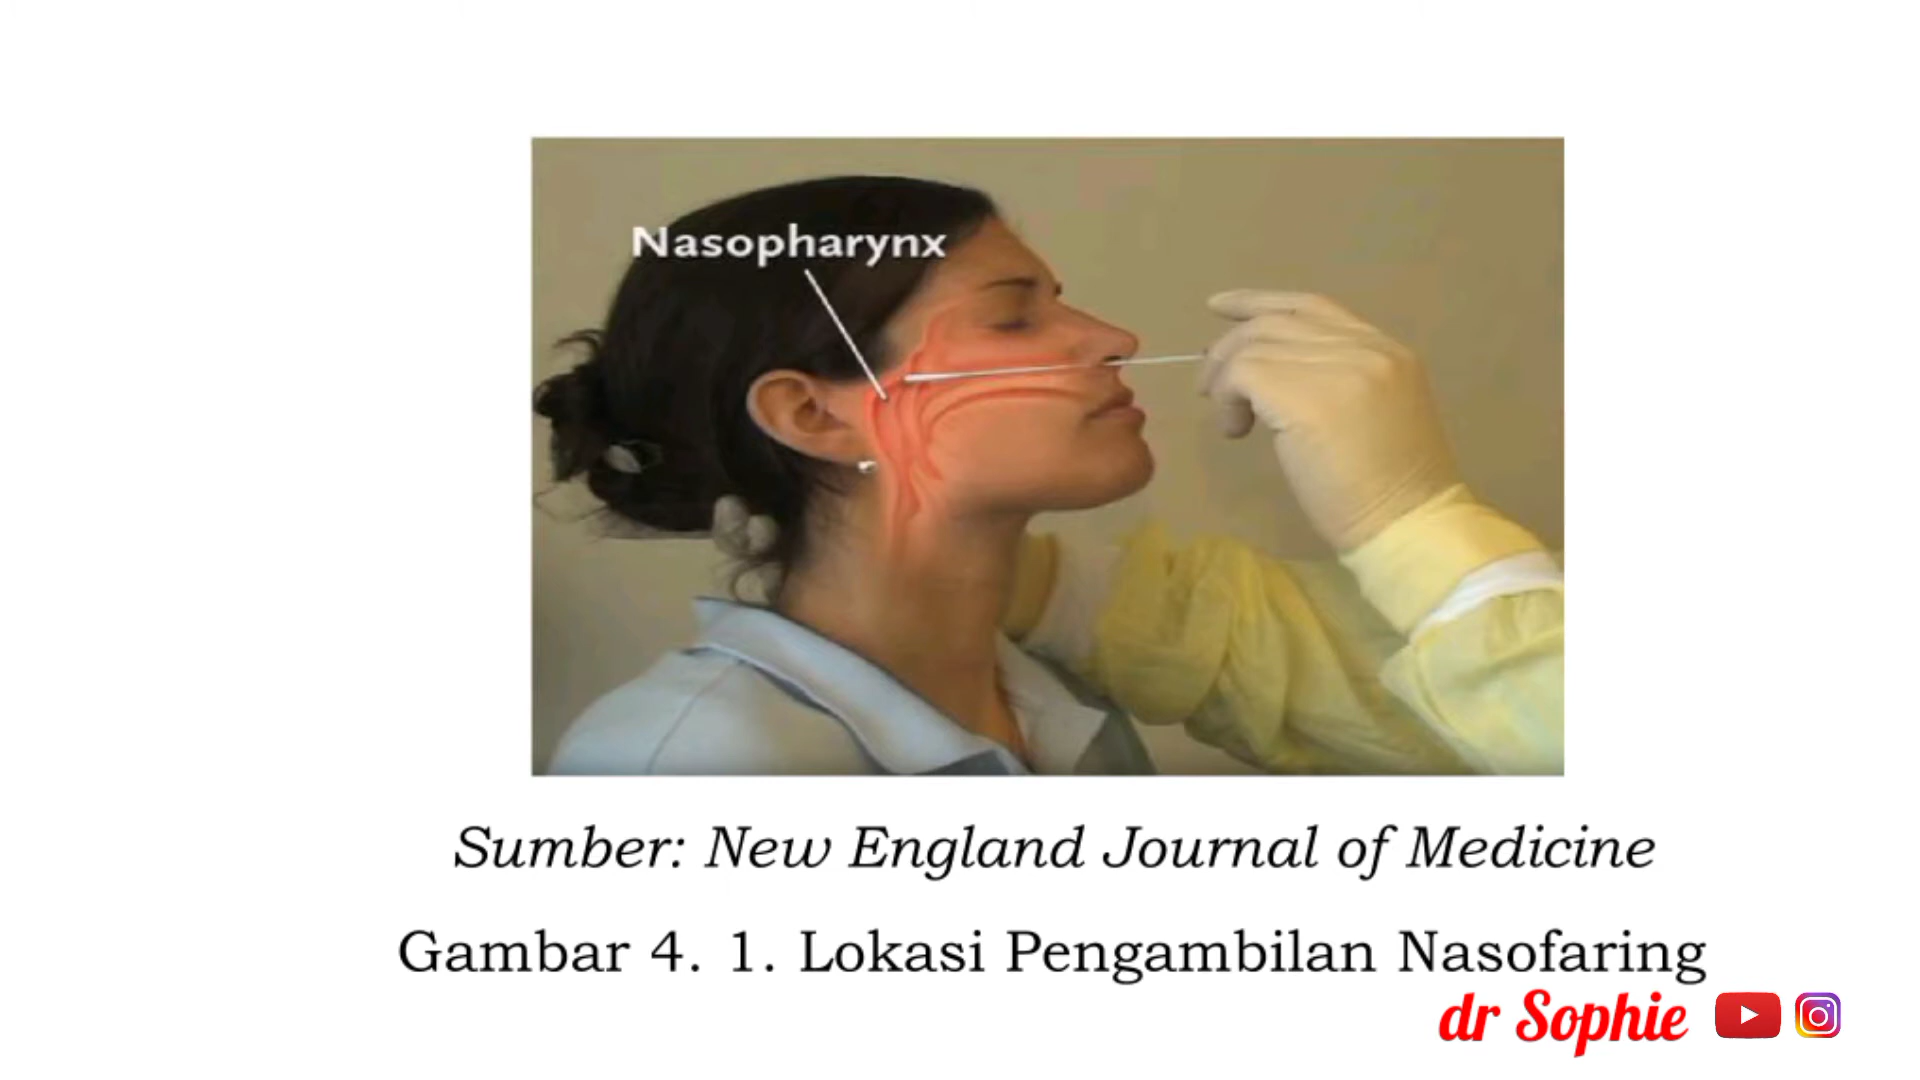 Nasopharynx
Sumber: New England Journal of Medicine
Gambar 4. 1. Lokasi Pengambilan Nasofaring
dr Sophie